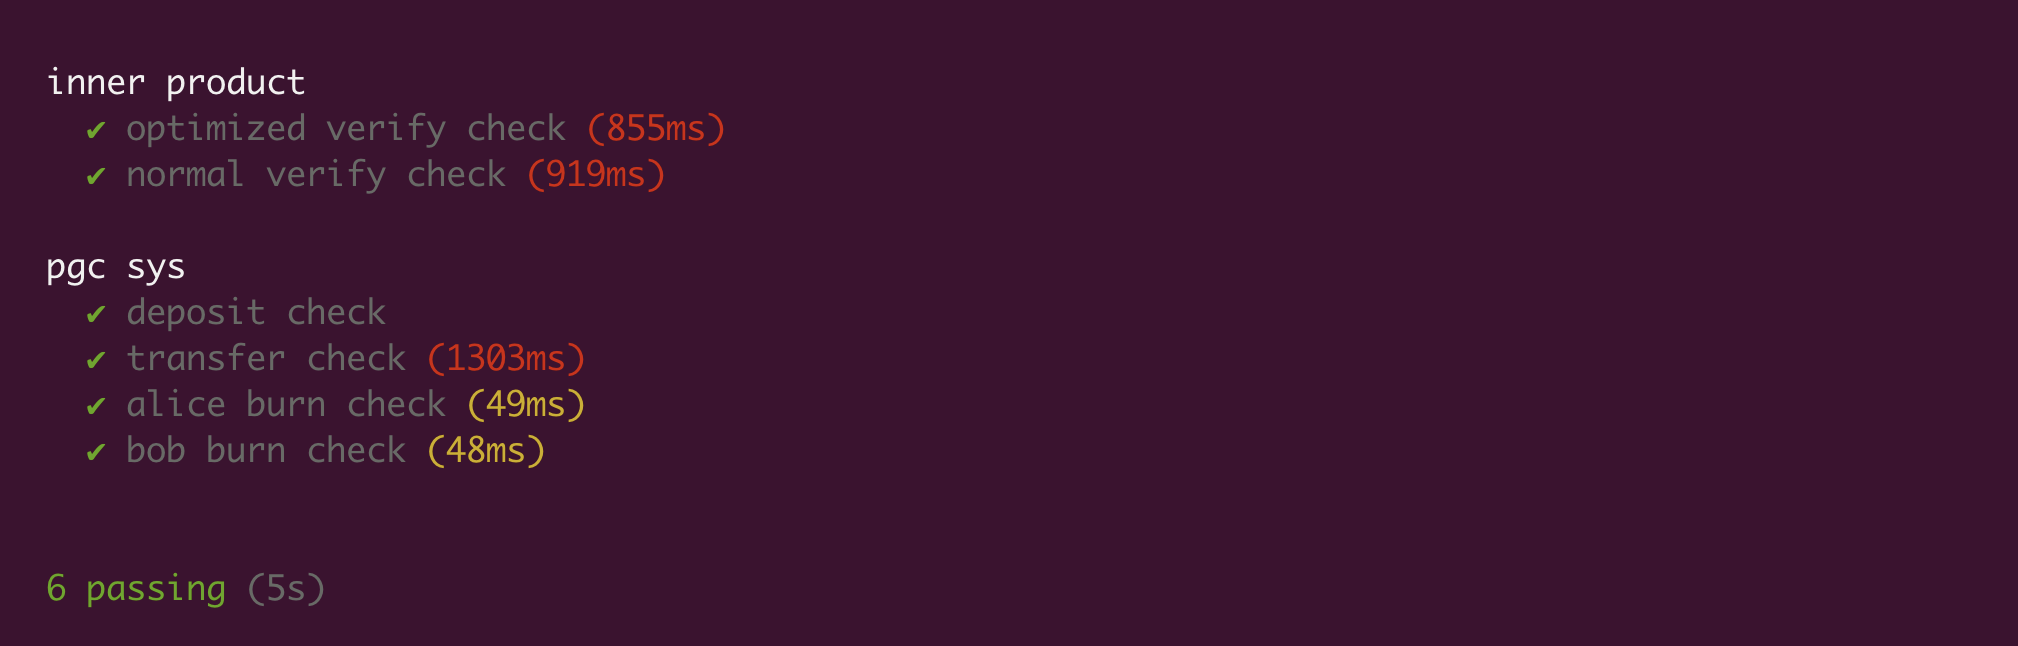 inner product
✔ optimized verify check (855ms)
✔ normal verify check (919ms)
pgc sys
✔ deposit check
✔ transfer check (1303ms)
✔ alice burn check (49ms)
✔ bob burn check (48ms)
6 passing (5s)